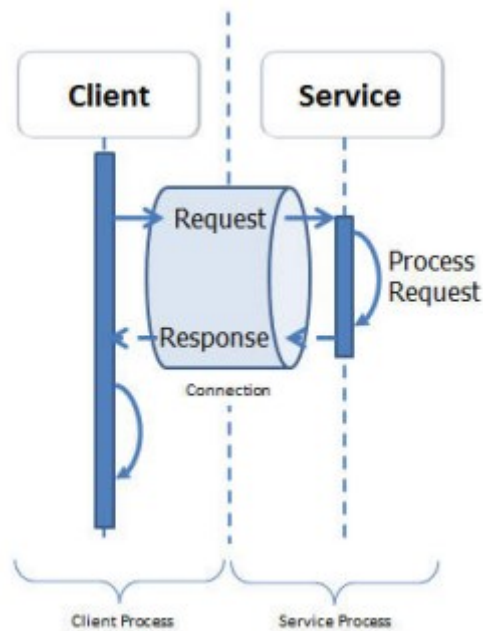 Client
Service
Request
Process
Request
Response
Connection
Client Process
Service Process